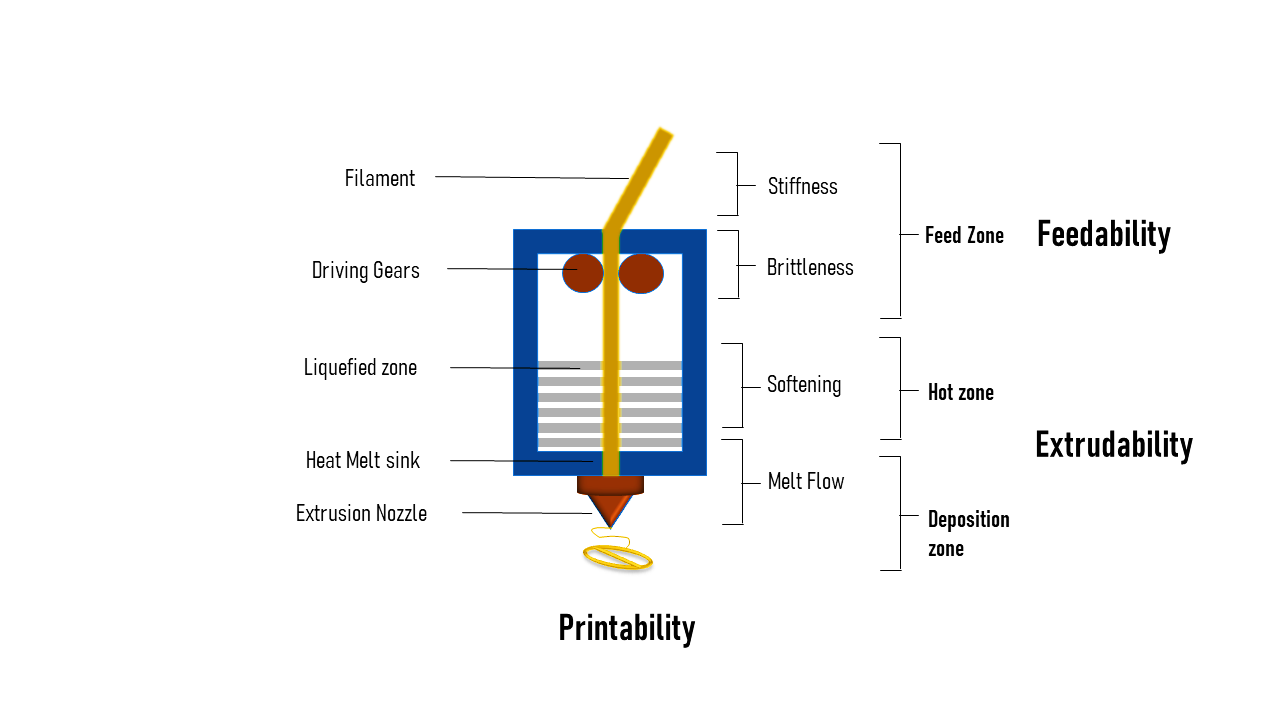 Filament
Driving Gears
Liquefied zone
Heat Melt sink
Extrusion Nozzle
Stiffness
Brittleness
Softening
Melt Flow
Feed Zone
Hot zone
Deposition
zone
Feedability
Extrudability
Printability